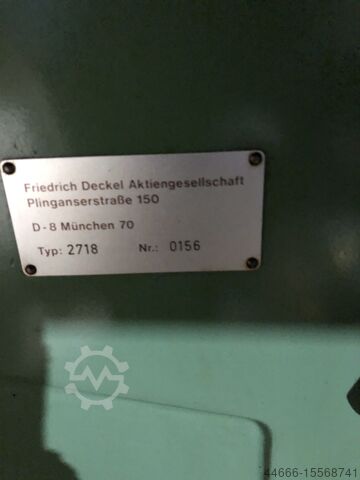 Friedrich Deckel Aktiengesellschaft
Plinganserstraße 150
D-8 München 70
Typ: 2718 Nr.: 0156
44666-15568741